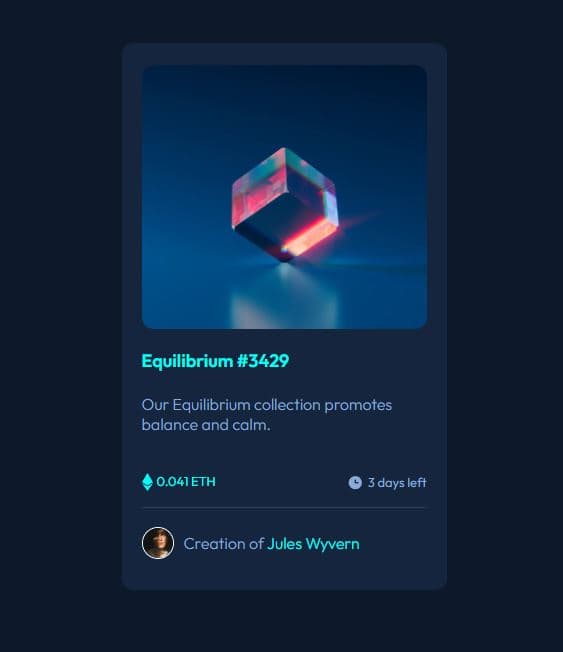 Equilibrium #3429
Our Equilibrium collection promotes
balance and calm.
0.041 ETH
3 days left
Creation of Jules Wyvern